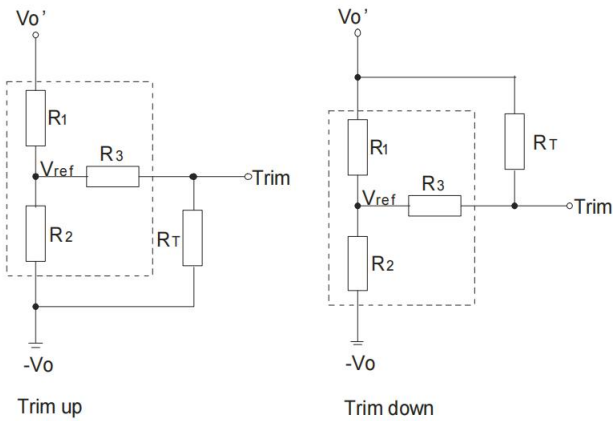 Vo'
R1
Vref
R3
Trim
R2
RT
-Vo
Trim up
Vo'
R1
RT
Vref
R3
Trim
R2
-Vo
Trim down